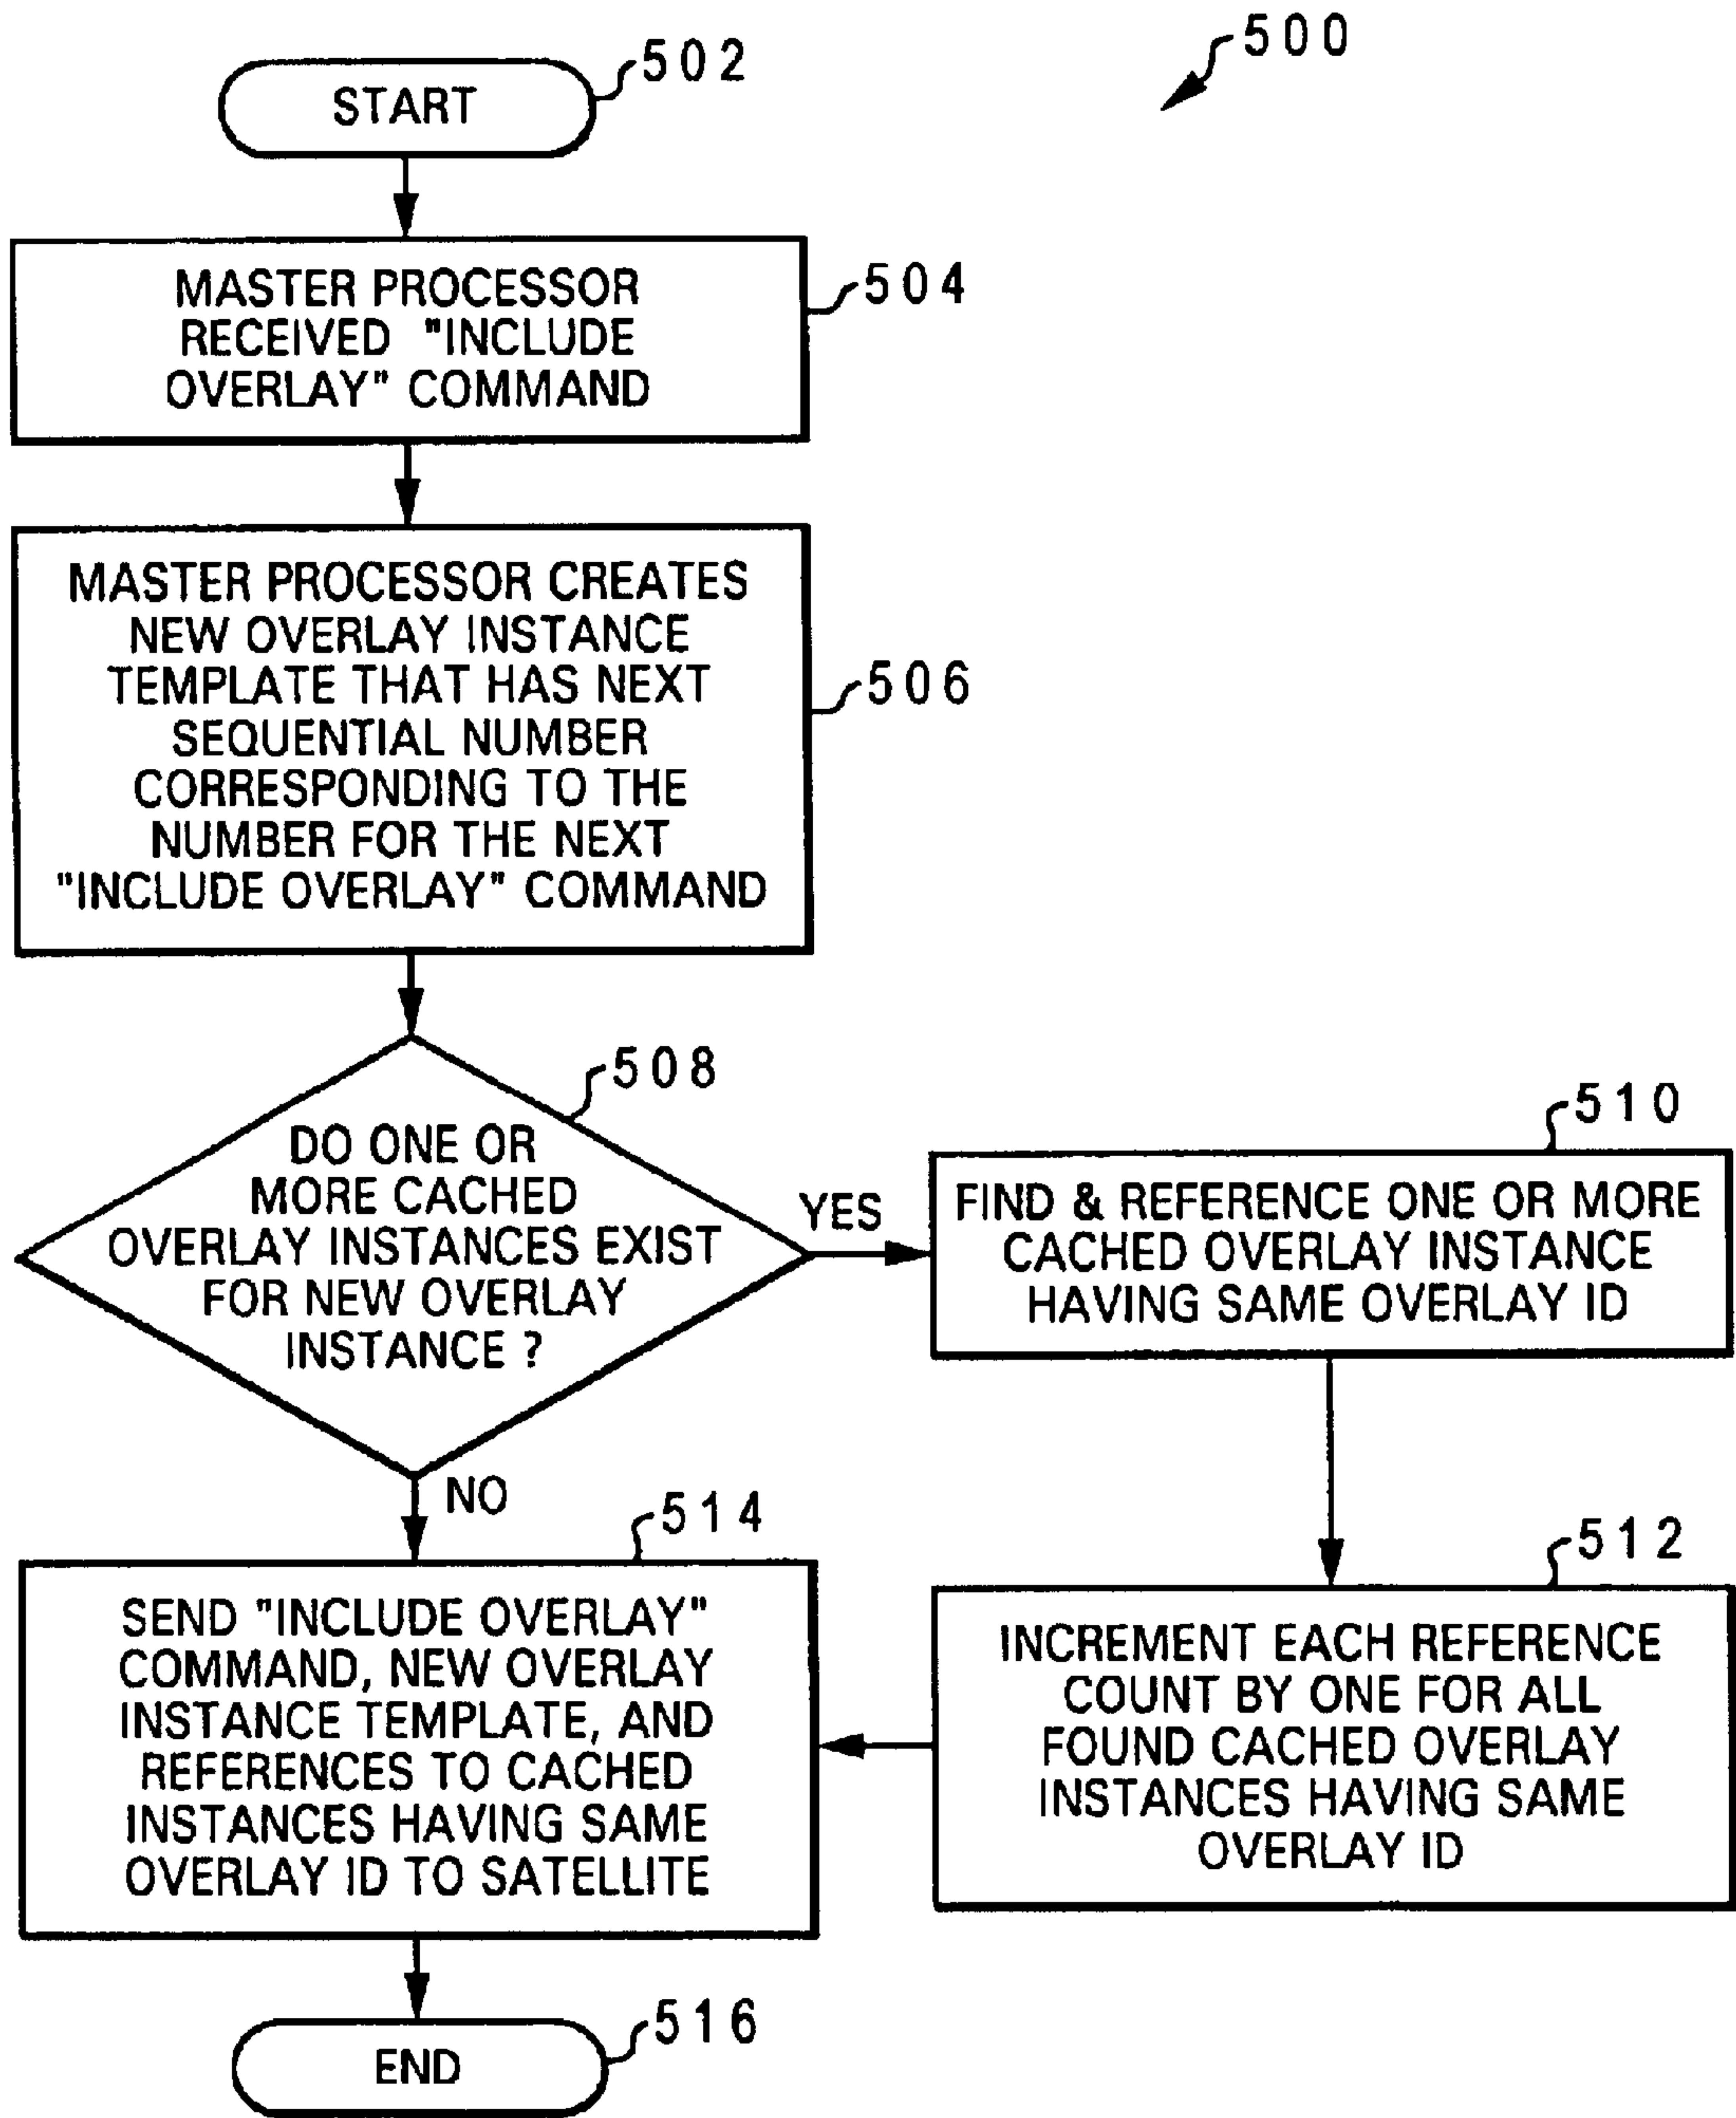 500
502
START
504
MASTER PROCESSOR
RECEIVED "INCLUDE
OVERLAY" COMMAND
506
MASTER PROCESSOR CREATES
NEW OVERLAY INSTANCE
TEMPLATE THAT HAS NEXT
SEQUENTIAL NUMBER
CORRESPONDING TO THE
NUMBER FOR THE NEXT
"INCLUDE OVERLAY" COMMAND
508
DO ONE OR
MORE CACHED
OVERLAY INSTANCES EXIST
FOR NEW OVERLAY
INSTANCE ?
YES
NO
510
FIND & REFERENCE ONE OR MORE
CACHED OVERLAY INSTANCE
HAVING SAME OVERLAY ID
512
INCREMENT EACH REFERENCE
COUNT BY ONE FOR ALL
FOUND CACHED OVERLAY
INSTANCES HAVING SAME
OVERLAY ID
514
SEND "INCLUDE OVERLAY"
COMMAND, NEW OVERLAY
INSTANCE TEMPLATE, AND
REFERENCES TO CACHED
INSTANCES HAVING SAME
OVERLAY ID TO SATELLITE
516
END